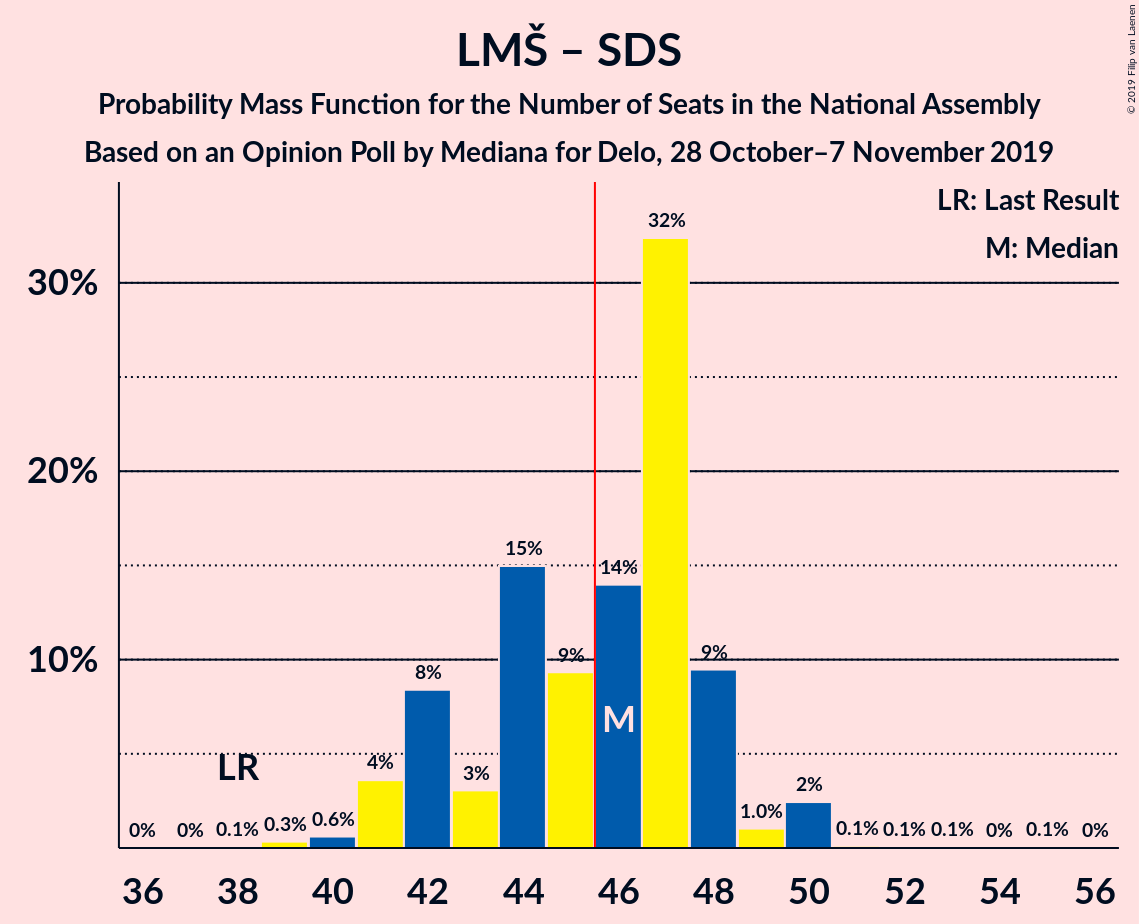 LMŠ – SDS
Probability Mass Function for the Number of Seats in the National Assembly
Based on an Opinion Poll by Mediana for Delo, 28 October–7 November 2019
© 2019 Filip van Laenen
LR: Last Result
M: Median
30%
20%
10%
0%
0%
0.1%
0.3%
0.6%
4%
8%
3%
15%
9%
14%
32%
9%
1.0%
2%
0.1%
0.1%
0.1%
0%
0.1%
0%
LR
M
36 38 40 42 44 46 48 50 52 54 56